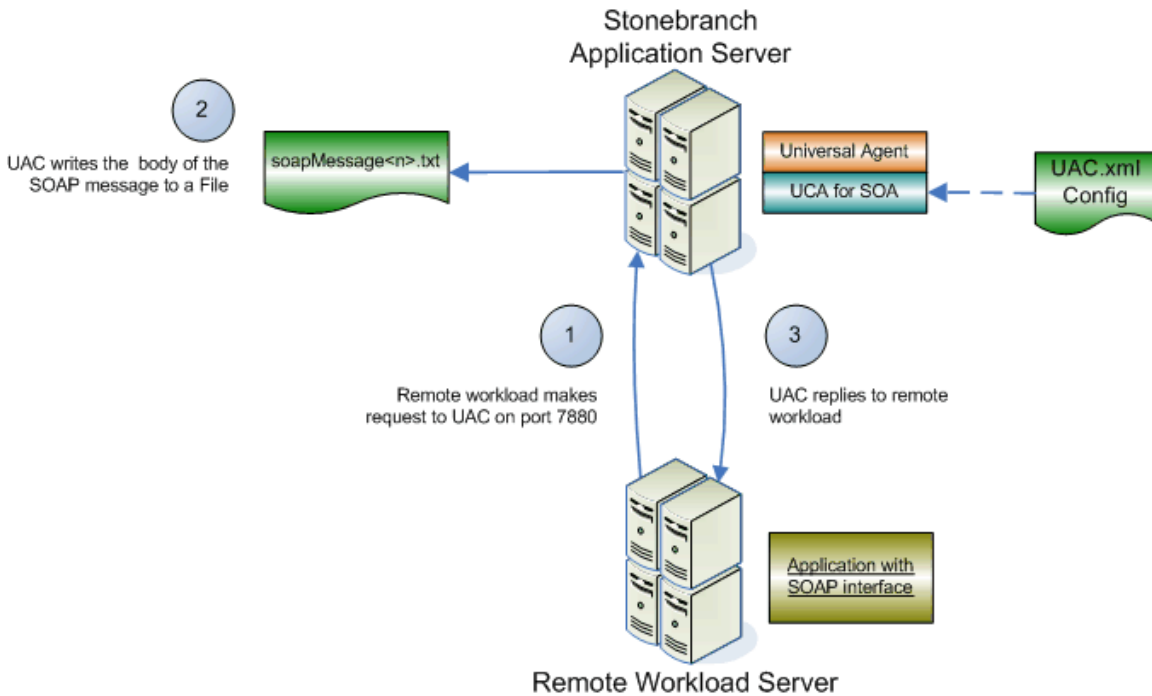 Stonebranch
Application Server
2
UAC writes the body of the
SOAP message to a File
soapMessage<n>.txt
Universal Agent
UCA for SOA
UAC.xml
Config
1
Remote workload makes
request to UAC on port 7880
3
UAC replies to remote
workload
Application with
SOAP interface
Remote Workload Server